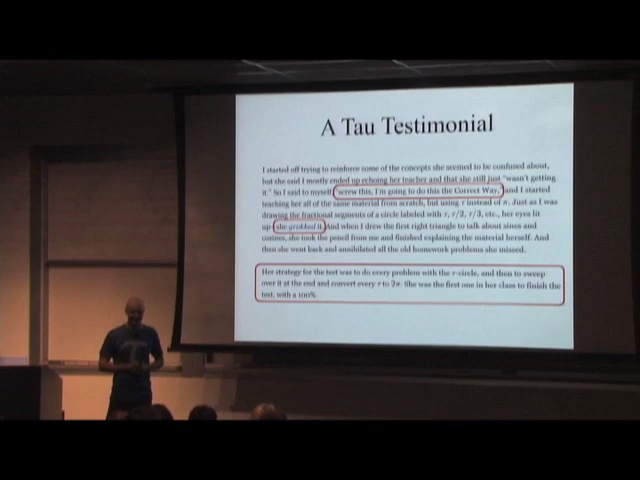 A Tau Testimonial
I started off trying to reinforce some of the concepts she seemed to be confused about,
but she said I mostly ended up echoing her teacher and that she still just "wasn't getting
it." So I said to myself, "screw this, I'm going to do this the Correct Way," and I started
teaching her all of the same material from scratch, but using τ instead of π. Just as I was
drawing the fractional segments of a circle labeled with τ, τ/2, τ/3, etc., her eyes lit
up—she grokked it. And when I drew the first right triangle to talk about sines and
cosines, she took the pencil from me and finished explaining the material herself. And
then she went back and annihilated all the old homework problems she missed.
Her strategy for the test was to do every problem with the τ-circle, and then to sweep
over it at the end and convert every τ to 2π. She was the first one in her class to finish the
test, with a 100%.